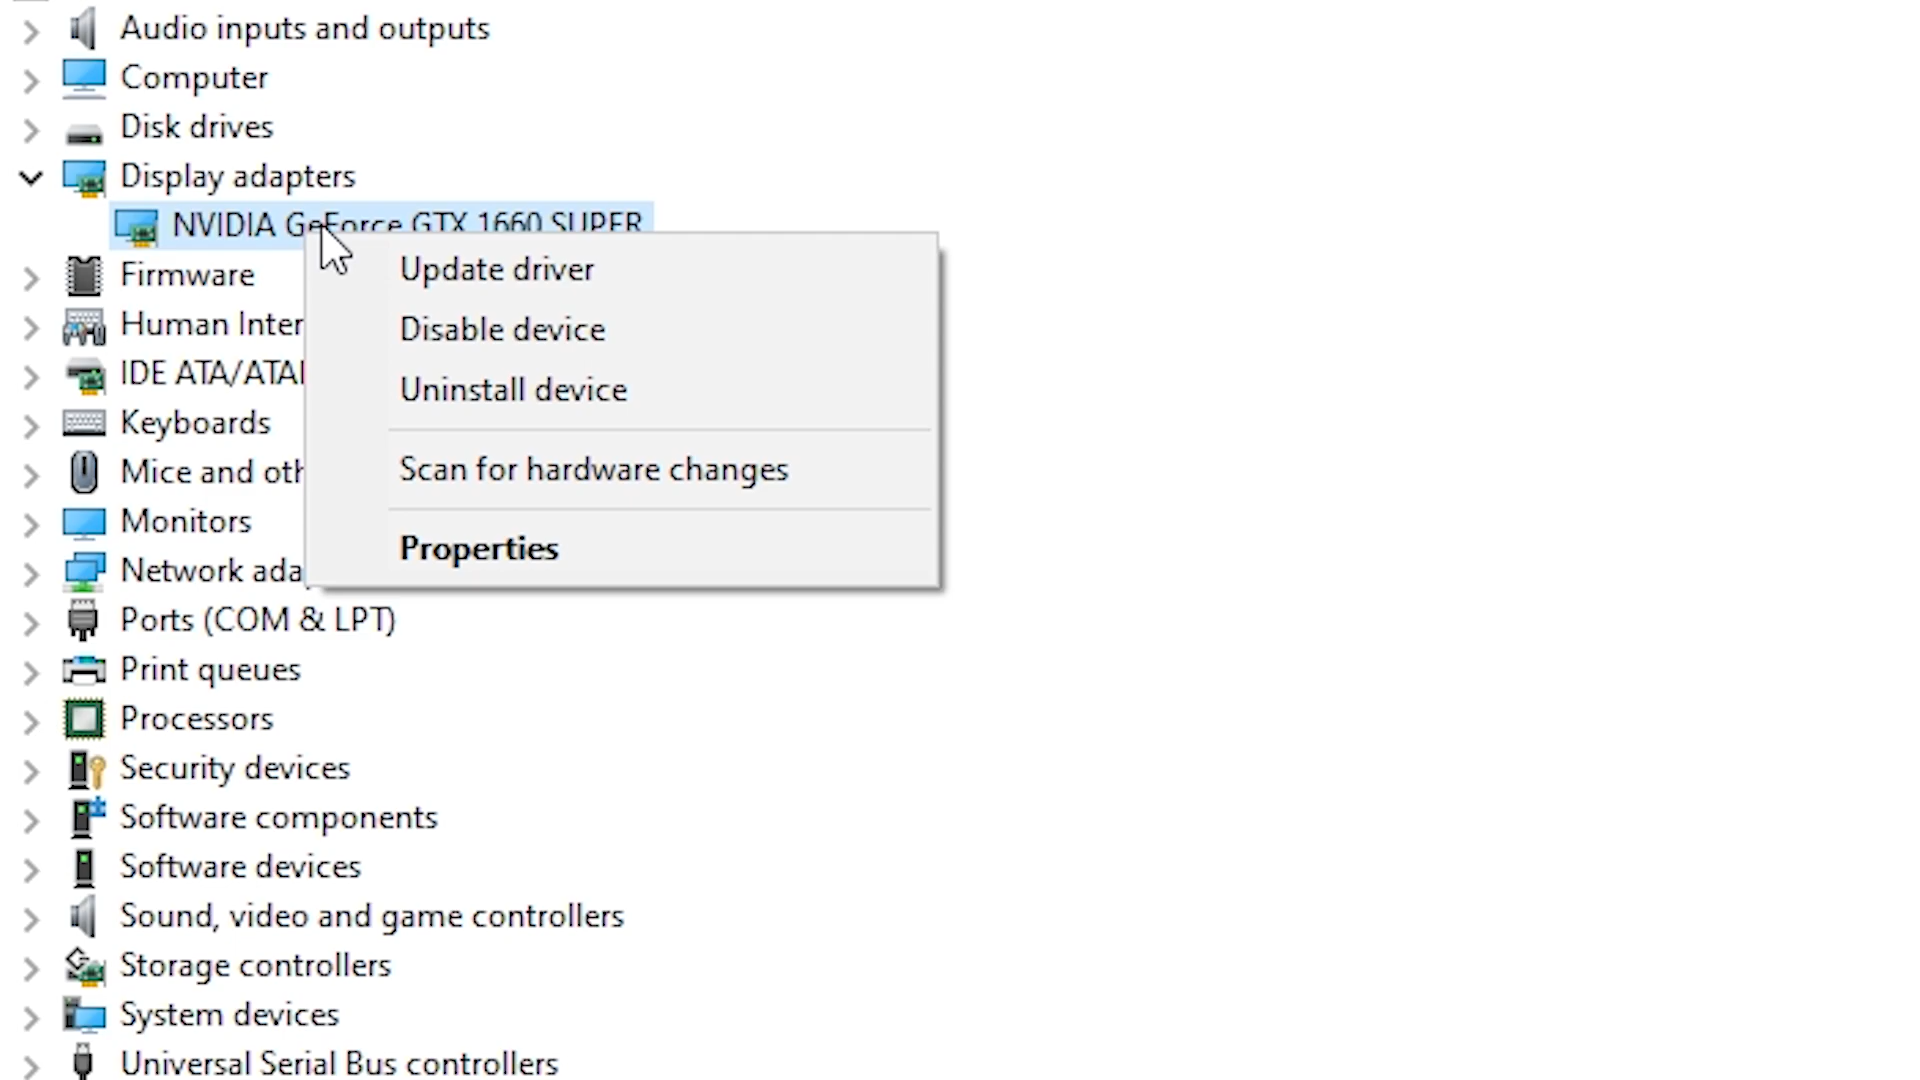 Audio inputs and outputs
Computer
Disk drives
Display adapters
NVIDIA GeForce GTX 1660 SUPER
Update driver
Disable device
Uninstall device
Scan for hardware changes
Properties
Firmware
Human Inter
IDE ATA/ATA
Keyboards
Mice and oth
Monitors
Network ada
Ports (COM & LPT)
Print queues
Processors
Security devices
Software components
Software devices
Sound, video and game controllers
Storage controllers
System devices
Universal Serial Bus controllers